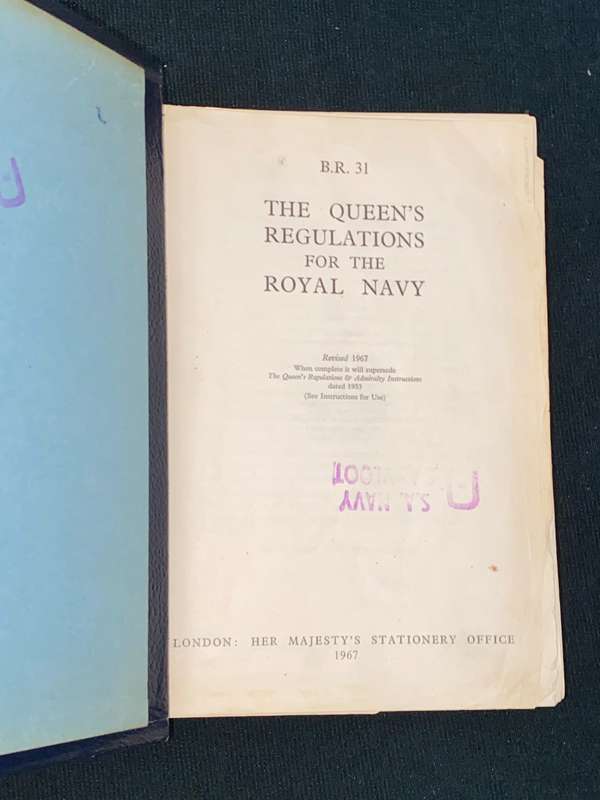 B.R. 31
THE QUEEN'S
REGULATIONS
FOR THE
ROYAL NAVY
Revised 1967
When complete it will supersede
The Queen's Regulations & Admiralty Instructions
dated 1953
(See Instructions for Use)
S.A. NAVY
LONDON: HER MAJESTY'S STATIONERY OFFICE
1967